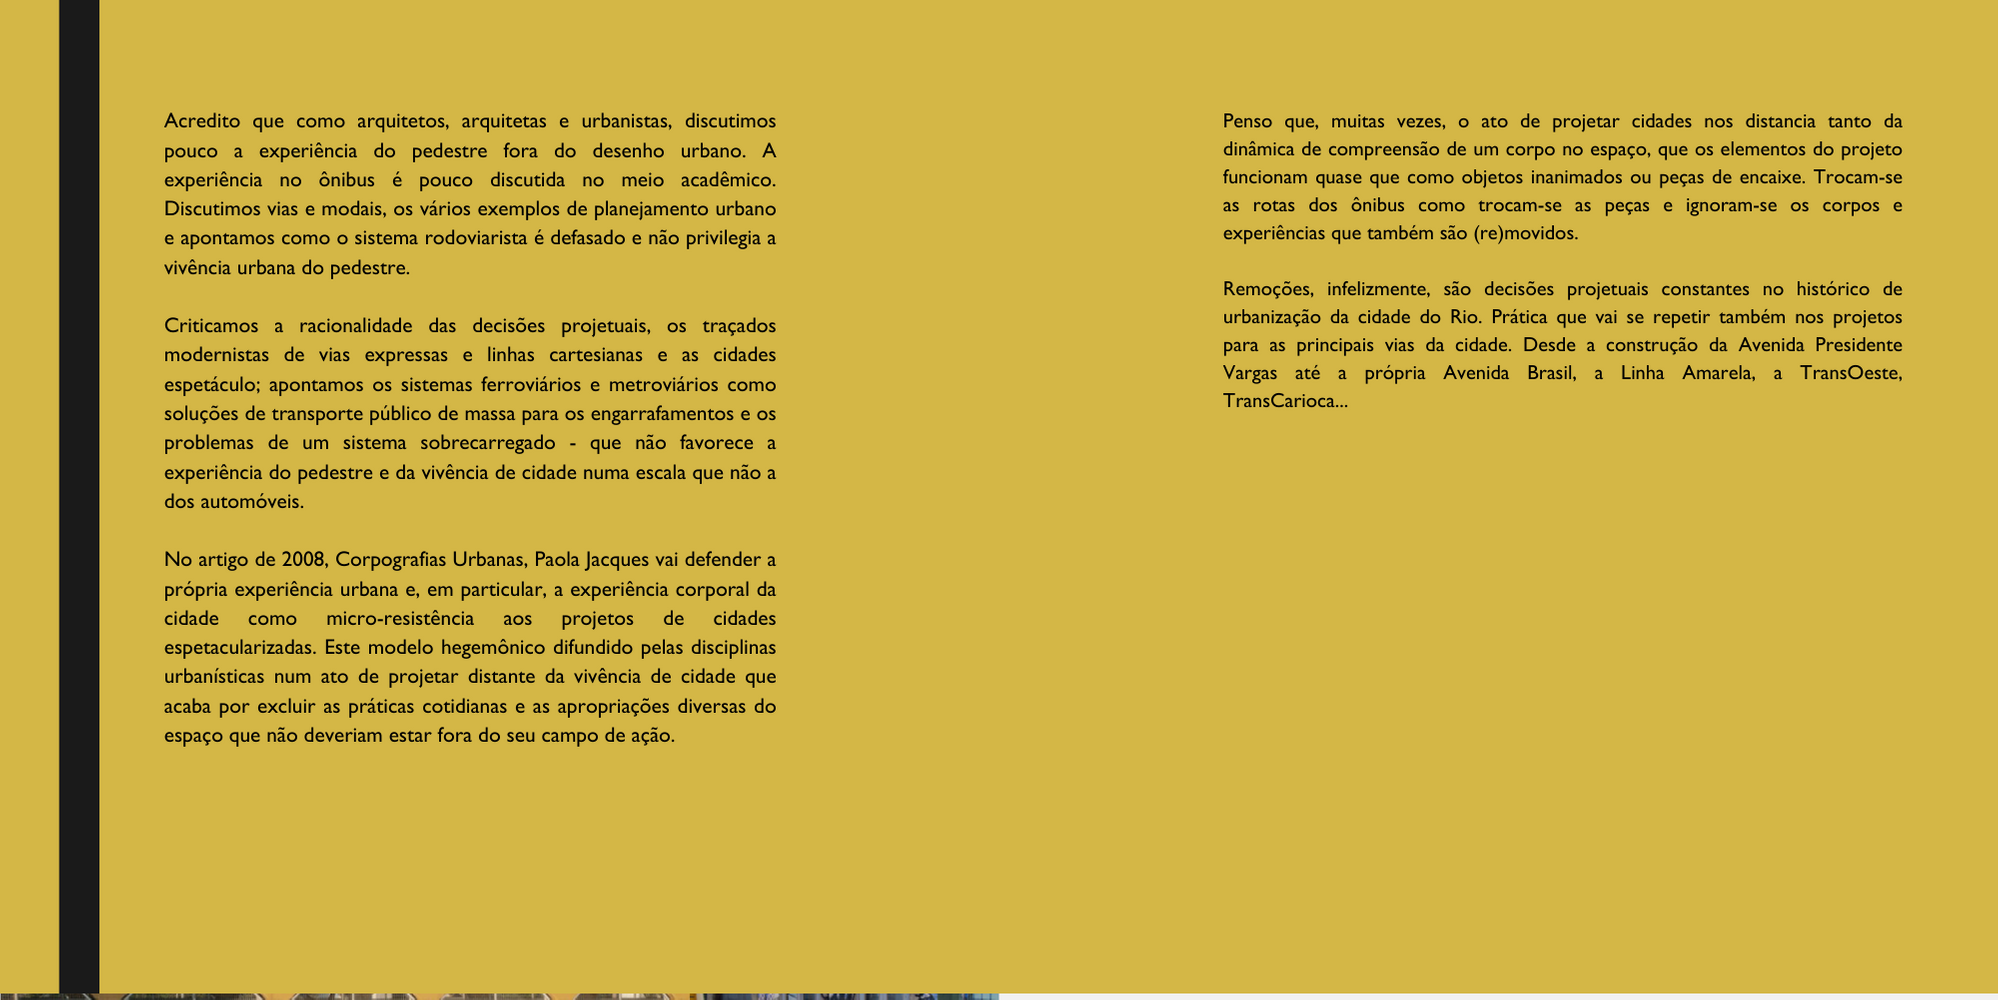 Acredito que como arquitetos, arquitetas e urbanistas, discutimos
pouco a experiência do pedestre fora do desenho urbano. A
experiência no ônibus é pouco discutida no meio acadêmico.
Discutimos vias e modais, os vários exemplos de planejamento urbano
e apontamos como o sistema rodoviarista é defasado e não privilegia a
vivência urbana do pedestre.
Criticamos a racionalidade das decisões projetuais, os traçados
modernistas de vias expressas e linhas cartesianas e as cidades
espetáculo; apontamos os sistemas ferroviários e metroviários como
soluções de transporte público de massa para os engarrafamentos e os
problemas de um sistema sobrecarregado - que não favorece a
experiência do pedestre e da vivência de cidade numa escala que não a
dos automóveis.
No artigo de 2008, Corpografias Urbanas, Paola Jacques vai defender a
própria experiência urbana e, em particular, a experiência corporal da
cidade como micro-resistência aos projetos de cidades
espetacularizadas. Este modelo hegemônico difundido pelas disciplinas
urbanísticas num ato de projetar distante da vivência de cidade que
acaba por excluir as práticas cotidianas e as apropriações diversas do
espaço que não deveriam estar fora do seu campo de ação.
Penso que, muitas vezes, o ato de projetar cidades nos distancia tanto da
dinâmica de compreensão de um corpo no espaço, que os elementos do projeto
funcionam quase que como objetos inanimados ou peças de encaixe. Trocam-se
as rotas dos ônibus como trocam-se as peças e ignoram-se os corpos e
experiências que também são (re)movidos.
Remoções, infelizmente, são decisões projetuais constantes no histórico de
urbanização da cidade do Rio. Prática que vai se repetir também nos projetos
para as principais vias da cidade. Desde a construção da Avenida Presidente
Vargas até a própria Avenida Brasil, a Linha Amarela, a TransOeste,
TransCarioca...